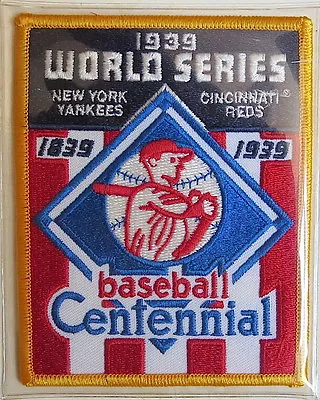 1939
WORLD SERIES
NEW YORK CINCINNATI®
YANKEES REDS
1839 1939
baseball
Centennial